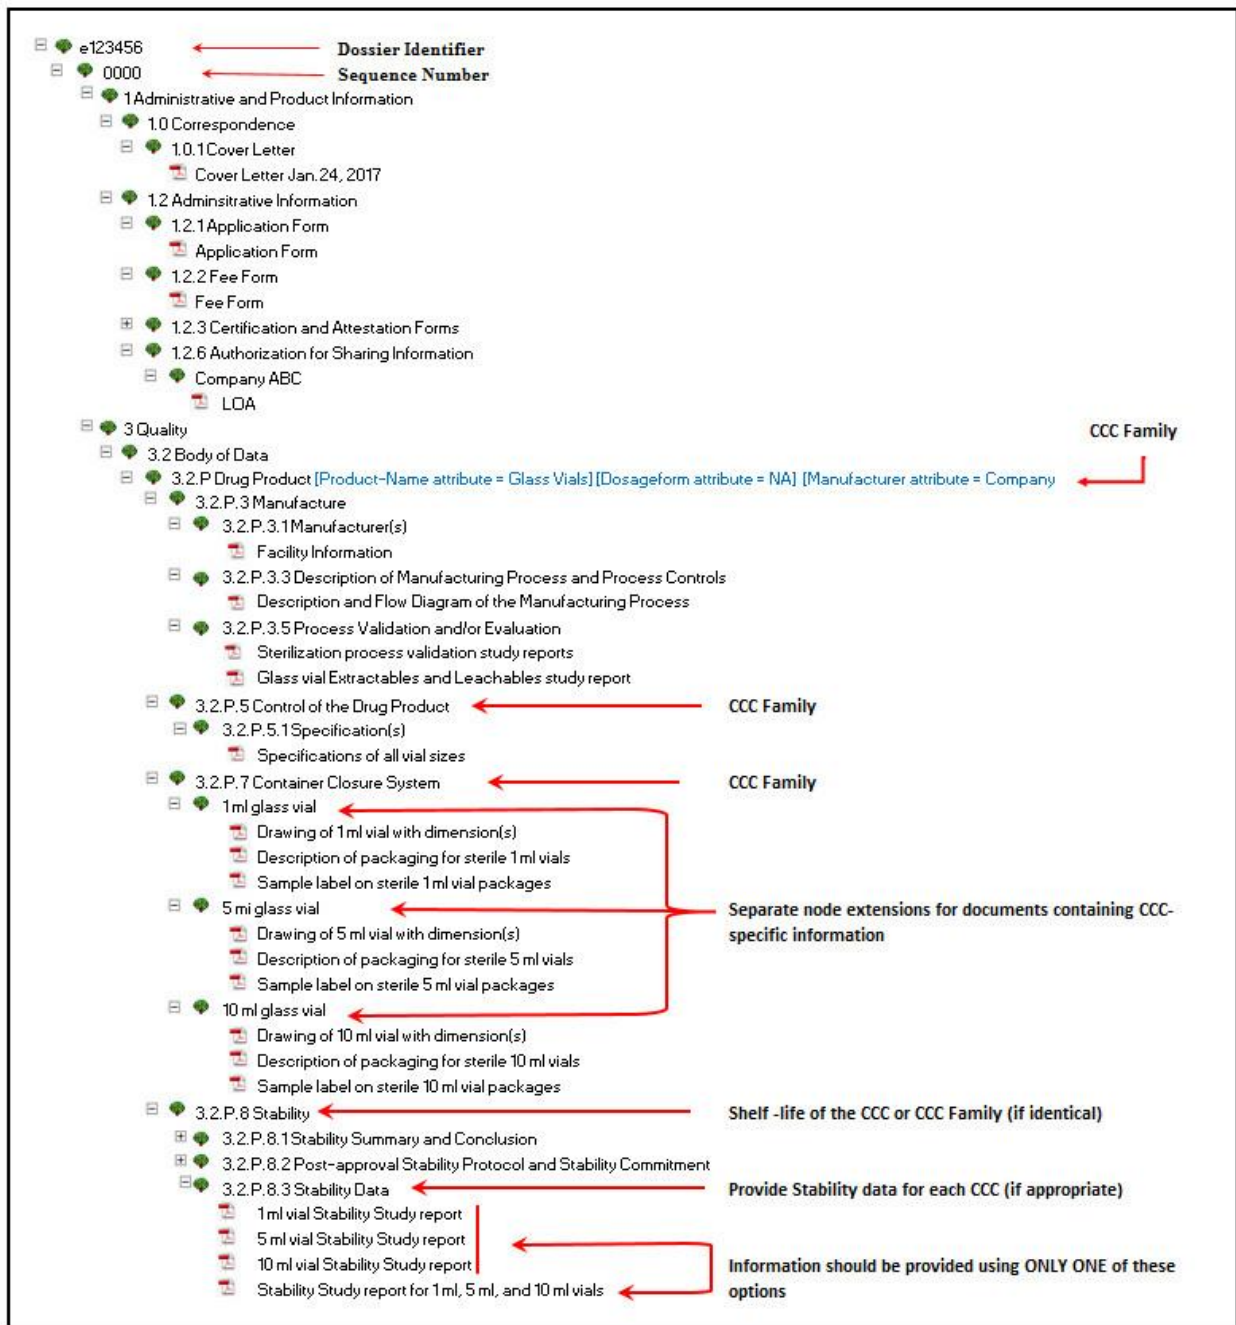 e123456 Dossier Identifier
0000 Sequence Number
1 Administrative and Product Information
1.0 Correspondence
1.0.1 Cover Letter
Cover Letter Jan. 24, 2017
1.2 Adminsitrative Information
1.2.1 Application Form
Application Form
1.2.2 Fee Form
Fee Form
1.2.3 Certification and Attestation Forms
1.2.6 Authorization for Sharing Information
Company ABC
LOA
3 Quality CCC Family
3.2 Body of Data
3.2.P Drug Product [Product-Name attribute = Glass Vials] [Dosageform attribute = NA] [Manufacturer attribute = Company
3.2.P.3 Manufacture
3.2.P.3.1 Manufacturer(s)
Facility Information
3.2.P.3.3 Description of Manufacturing Process and Process Controls
Description and Flow Diagram of the Manufacturing Process
3.2.P.3.5 Process Validation and/or Evaluation
Sterilization process validation study reports
Glass vial Extractables and Leachables study report
3.2.P.5 Control of the Drug Product CCC Family
3.2.P.5.1 Specification(s)
Specifications of all vial sizes
3.2.P.7 Container Closure System CCC Family
1 ml glass vial
Drawing of 1 ml vial with dimension(s)
Description of packaging for sterile 1 ml vials
Sample label on sterile 1 ml vial packages
5 mi glass vial Separate node extensions for documents containing CCC-
Drawing of 5 ml vial with dimension(s) specific information
Description of packaging for sterile 5 ml vials
Sample label on sterile 5 ml vial packages
10 ml glass vial
Drawing of 10 ml vial with dimension(s)
Description of packaging for sterile 10 ml vials
Sample label on sterile 10 ml vial packages
3.2.P.8 Stability Shelf -life of the CCC or CCC Family (if identical)
3.2.P.8.1 Stability Summary and Conclusion
3.2.P.8.2 Post-approval Stability Protocol and Stability Commitment
3.2.P.8.3 Stability Data Provide Stability data for each CCC (if appropriate)
1 ml vial Stability Study report
5 ml vial Stability Study report
10 ml vial Stability Study report Information should be provided using ONLY ONE of these
Stability Study report for 1 ml, 5 ml, and 10 ml vials options